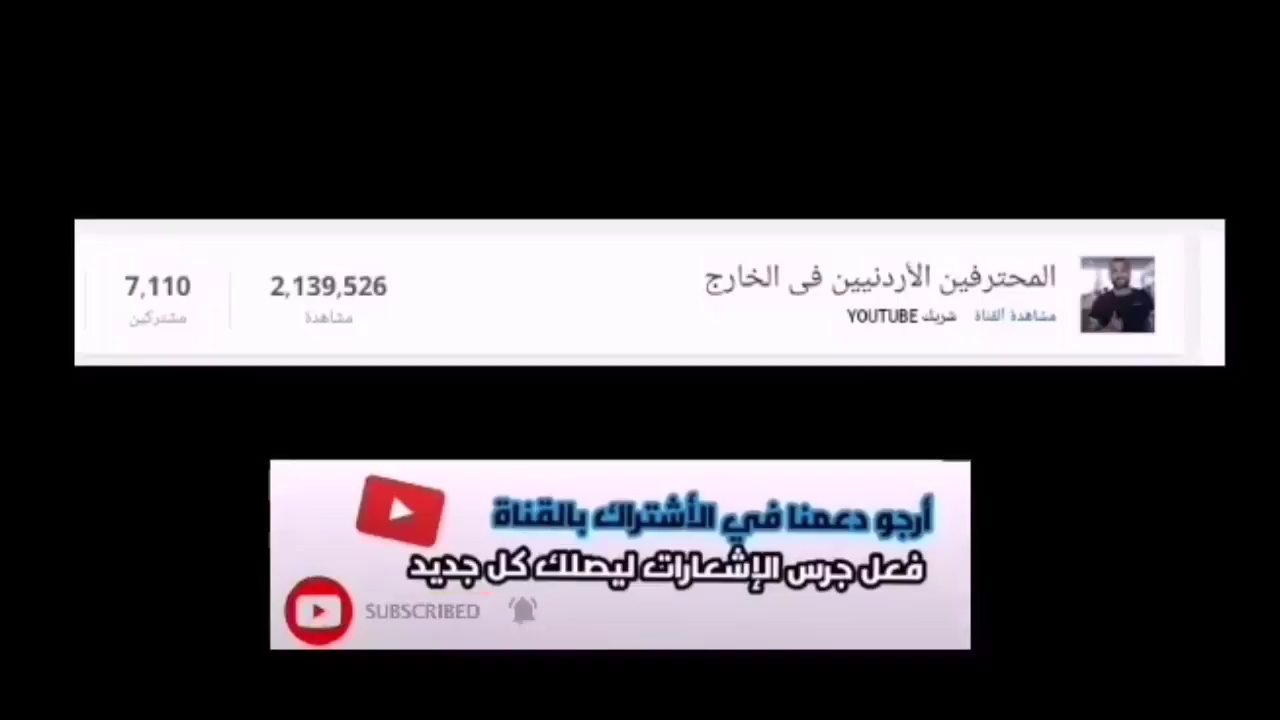 المحترفين الأردنيين فى الخارج
مشاهدة القناة شريك YOUTUBE
2,139,526
مشاهدة
7,110
مشتركين
أرجو دعمنا في الأشتراك بالقناة
فعل جرس الإشعارات ليصلك كل جديد
SUBSCRIBED